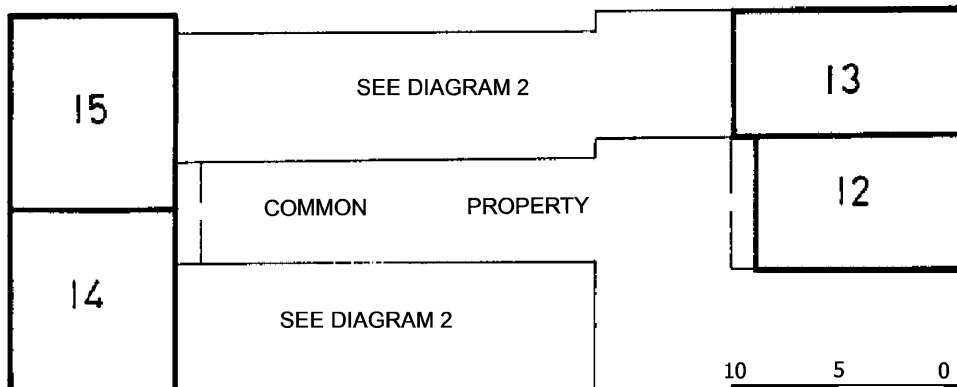 SEE DIAGRAM 2
13
15
12
COMMON PROPERTY
14
SEE DIAGRAM 2
10 5 0